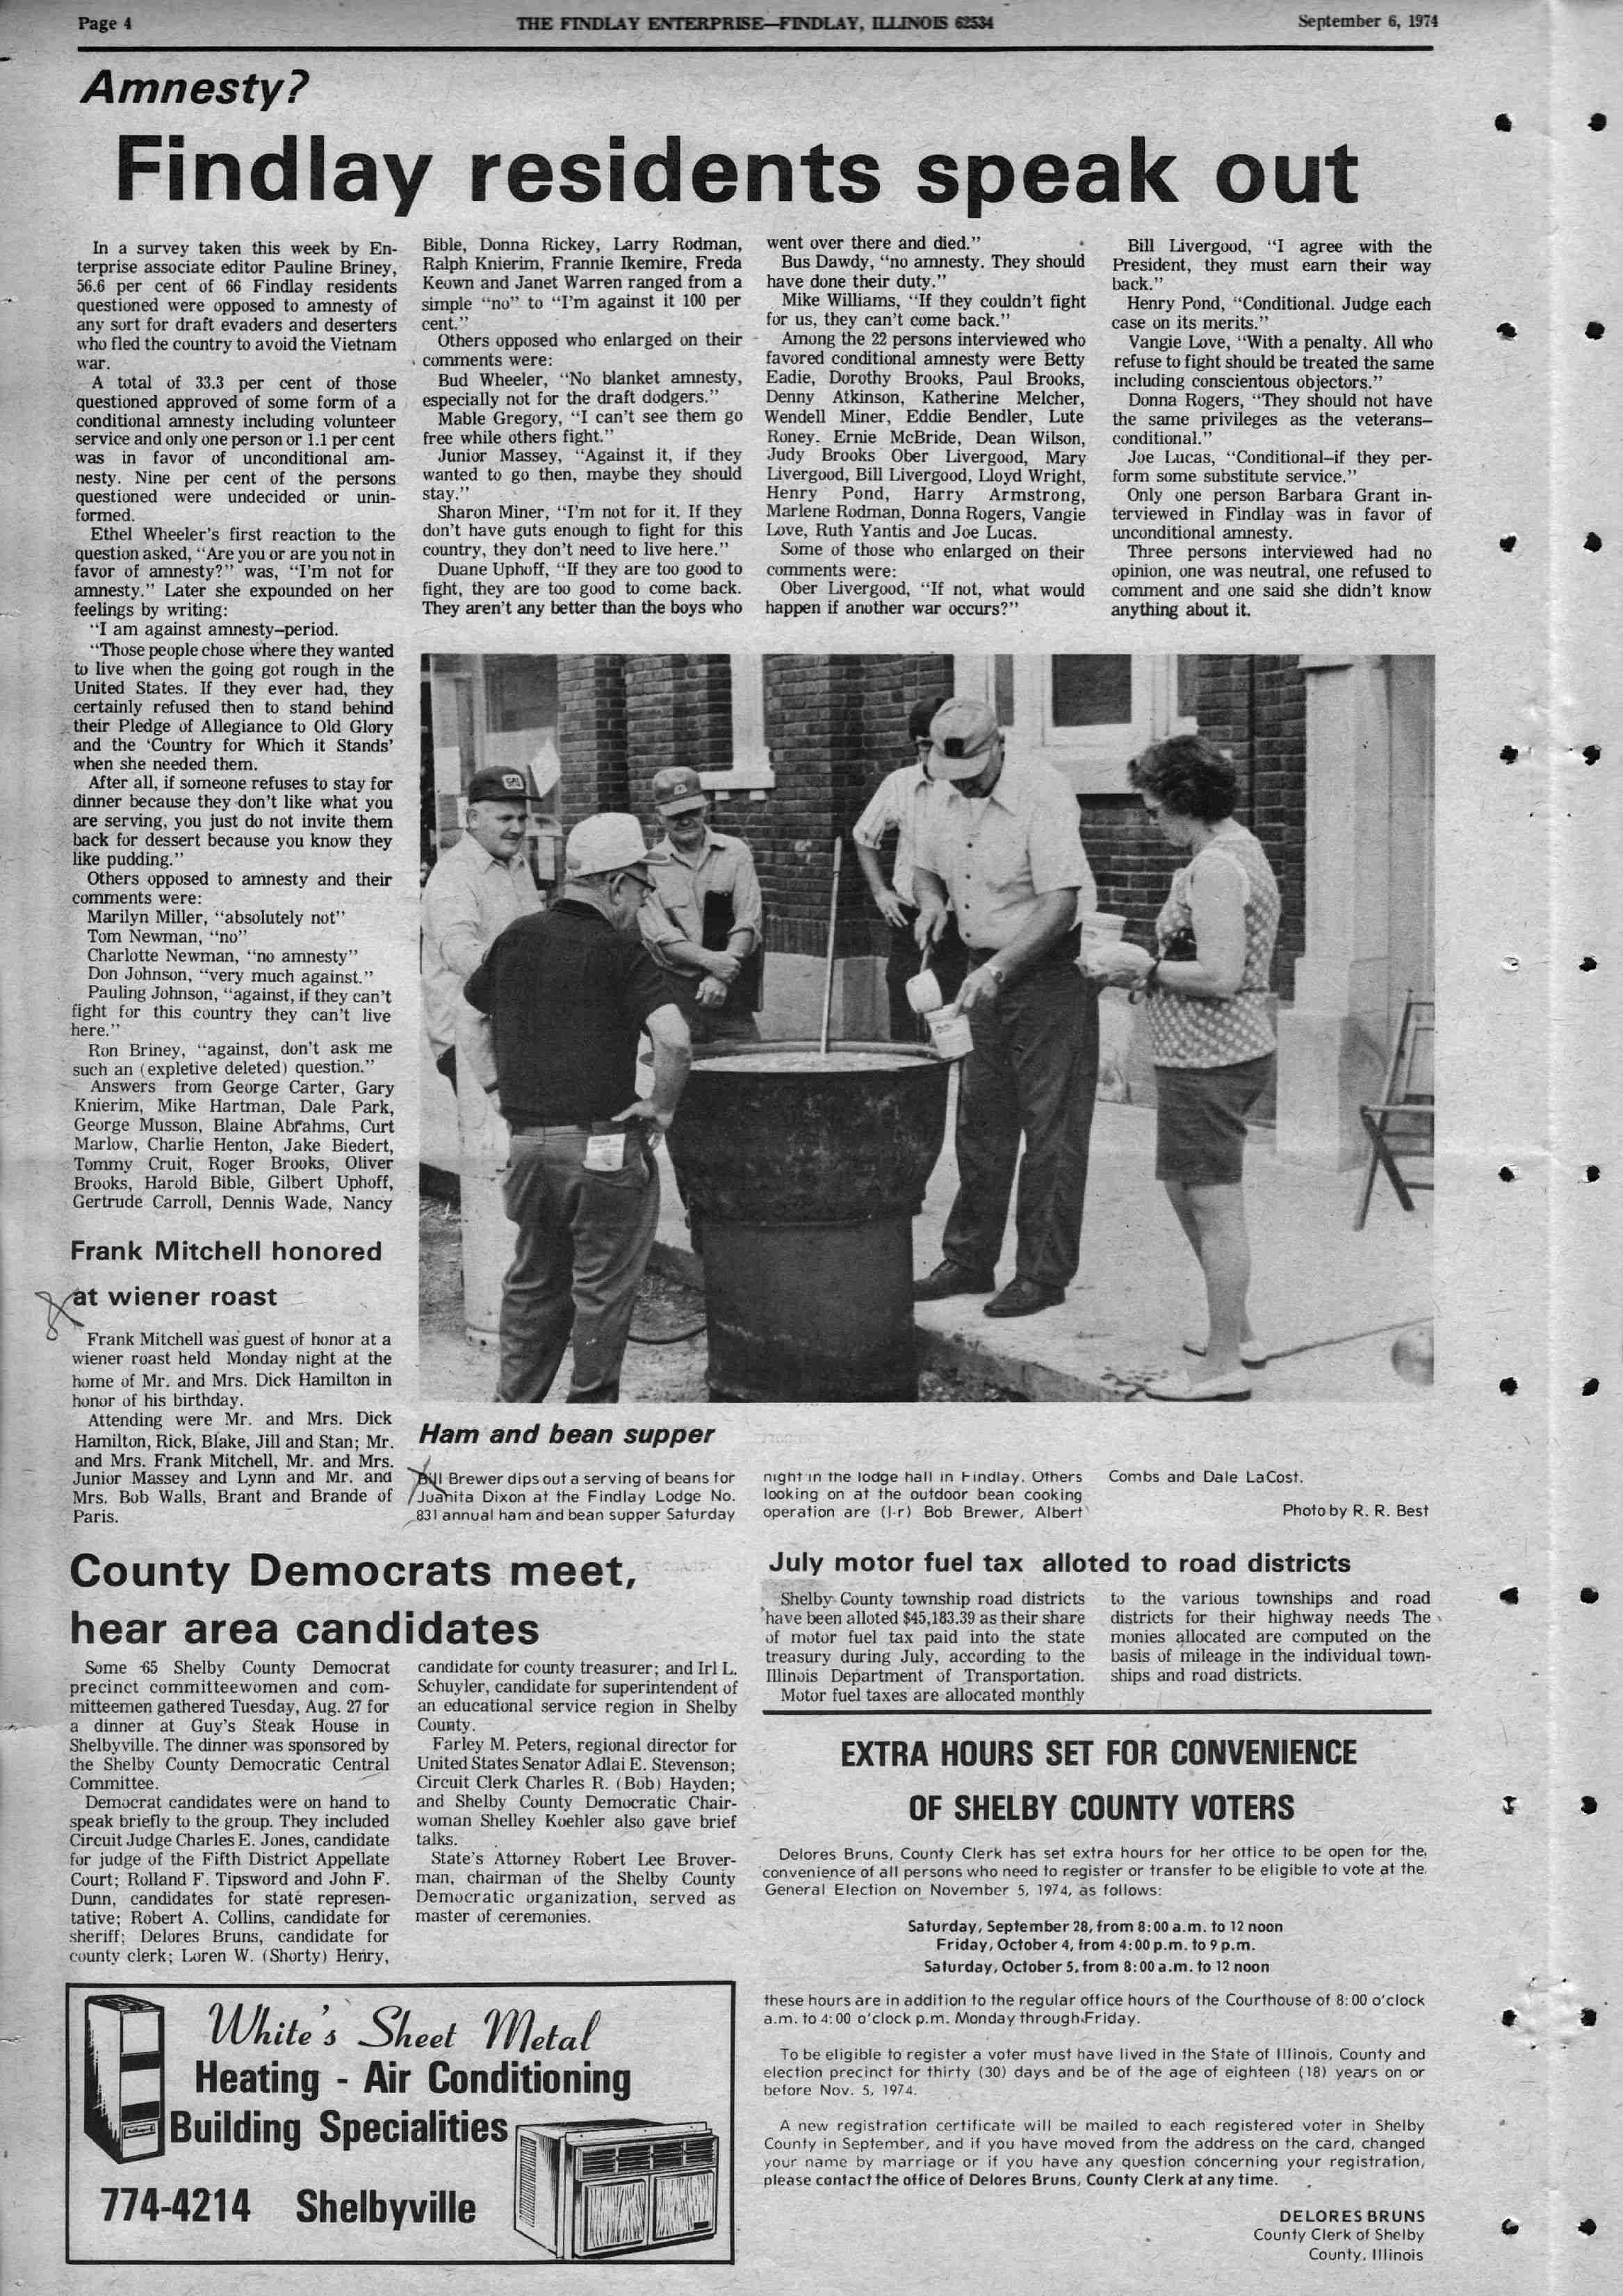 Page 4
THE FINDLAY ENTERPRISE—FINDLAY, ILLINOIS 62534
September 6, 1974
Amnesty?
Findlay residents speak out
In a survey taken this week by En-
terprise associate editor Pauline Briney,
56.6 per cent of 66 Findlay residents
questioned were opposed to amnesty of
any sort for draft evaders and deserters
who fled the country to avoid the Vietnam
war.
A total of 33.3 per cent of those
questioned approved of some form of a
conditional amnesty including volunteer
service and only one person or 1.1 per cent
was in favor of unconditional am-
nesty. Nine per cent of the persons
questioned were undecided or unin-
formed.
Ethel Wheeler's first reaction to the
question asked, "Are you or are you not in
favor of amnesty?" was, "I'm not for
amnesty." Later she expounded on her
feelings by writing:
"I am against amnesty—period.
"Those people chose where they wanted
to live when the going got rough in the
United States. If they ever had, they
certainly refused then to stand behind
their Pledge of Allegiance to Old Glory
and the 'Country for Which it Stands'
when she needed them.
After all, if someone refuses to stay for
dinner because they don't like what you
are serving, you just do not invite them
back for dessert because you know they
like pudding."
Others opposed to amnesty and their
comments were:
Marilyn Miller, "absolutely not"
Tom Newman, "no"
Charlotte Newman, "no amnesty"
Don Johnson, "very much against."
Pauling Johnson, "against, if they can't
fight for this country they can't live
here."
Ron Briney, "against, don't ask me
such an (expletive deleted) question."
Answers from George Carter, Gary
Knierim, Mike Hartman, Dale Park,
George Musson, Blaine Abrahms, Curt
Marlow, Charlie Henton, Jake Biedert,
Tommy Cruit, Roger Brooks, Oliver
Brooks, Harold Bible, Gilbert Uphoff,
Gertrude Carroll, Dennis Wade, Nancy
Bible, Donna Rickey, Larry Rodman,
Ralph Knierim, Frannie Ikemire, Freda
Keown and Janet Warren ranged from a
simple "no" to "I'm against it 100 per
cent."
Others opposed who enlarged on their
comments were:
Bud Wheeler, "No blanket amnesty,
especially not for the draft dodgers."
Mable Gregory, "I can't see them go
free while others fight."
Junior Massey, "Against it, if they
wanted to go then, maybe they should
stay."
Sharon Miner, "I'm not for it. If they
don't have guts enough to fight for this
country, they don't need to live here."
Duane Uphoff, "If they are too good to
fight, they are too good to come back.
They aren't any better than the boys who
went over there and died."
Bus Dawdy, "no amnesty. They should
have done their duty."
Mike Williams, "If they couldn't fight
for us, they can't come back."
Among the 22 persons interviewed who
favored conditional amnesty were Betty
Eadie, Dorothy Brooks, Paul Brooks,
Denny Atkinson, Katherine Melcher,
Wendell Miner, Eddie Bendler, Lute
Roney. Ernie McBride, Dean Wilson,
Judy Brooks Ober Livergood, Mary
Livergood, Bill Livergood, Lloyd Wright,
Henry Pond, Harry Armstrong,
Marlene Rodman, Donna Rogers, Vangie
Love, Ruth Yantis and Joe Lucas.
Some of those who enlarged on their
comments were:
Ober Livergood, "If not, what would
happen if another war occurs?"
Bill Livergood, "I agree with the
President, they must earn their way
back."
Henry Pond, "Conditional. Judge each
case on its merits."
Vangie Love, "With a penalty. All who
refuse to fight should be treated the same
including conscientous objectors."
Donna Rogers, "They should not have
the same privileges as the veterans—
conditional."
Joe Lucas, "Conditional—if they per-
form some substitute service."
Only one person Barbara Grant in-
terviewed in Findlay was in favor of
unconditional amnesty.
Three persons interviewed had no
opinion, one was neutral, one refused to
comment and one said she didn't know
anything about it.
Frank Mitchell honored
at wiener roast
Frank Mitchell was guest of honor at a
wiener roast held Monday night at the
home of Mr. and Mrs. Dick Hamilton in
honor of his birthday.
Attending were Mr. and Mrs. Dick
Hamilton, Rick, Blake, Jill and Stan; Mr.
and Mrs. Frank Mitchell, Mr. and Mrs.
Junior Massey and Lynn and Mr. and
Mrs. Bob Walls, Brant and Brande of
Paris.
Ham and bean supper
Bill Brewer dips out a serving of beans for
Juanita Dixon at the Findlay Lodge No.
831 annual ham and bean supper Saturday
night in the lodge hall in Findlay. Others
looking on at the outdoor bean cooking
operation are (l-r) Bob Brewer, Albert
Combs and Dale LaCost.
Photo by R. R. Best
County Democrats meet,
hear area candidates
Some 65 Shelby County Democrat
precinct committeewomen and com-
mitteemen gathered Tuesday, Aug. 27 for
a dinner at Guy's Steak House in
Shelbyville. The dinner was sponsored by
the Shelby County Democratic Central
Committee.
Democrat candidates were on hand to
speak briefly to the group. They included
Circuit Judge Charles E. Jones, candidate
for judge of the Fifth District Appellate
Court; Rolland F. Tipsword and John F.
Dunn, candidates for state represen-
tative; Robert A. Collins, candidate for
sheriff; Delores Bruns, candidate for
county clerk; Loren W. (Shorty) Henry,
candidate for county treasurer; and Irl L.
Schuyler, candidate for superintendent of
an educational service region in Shelby
County.
Farley M. Peters, regional director for
United States Senator Adlai E. Stevenson;
Circuit Clerk Charles R. (Bob) Hayden;
and Shelby County Democratic Chair-
woman Shelley Koehler also gave brief
talks.
State's Attorney Robert Lee Brover-
man, chairman of the Shelby County
Democratic organization, served as
master of ceremonies.
July motor fuel tax alloted to road districts
Shelby County township road districts
have been alloted $45,183.39 as their share
of motor fuel tax paid into the state
treasury during July, according to the
Illinois Department of Transportation.
Motor fuel taxes are allocated monthly
to the various townships and road
districts for their highway needs The
monies allocated are computed on the
basis of mileage in the individual town-
ships and road districts.
EXTRA HOURS SET FOR CONVENIENCE
OF SHELBY COUNTY VOTERS
Delores Bruns, County Clerk has set extra hours for her office to be open for the
convenience of all persons who need to register or transfer to be eligible to vote at the
General Election on November 5, 1974, as follows:
Saturday, September 28, from 8:00 a.m. to 12 noon
Friday, October 4, from 4:00 p.m. to 9 p.m.
Saturday, October 5, from 8:00 a.m. to 12 noon
these hours are in addition to the regular office hours of the Courthouse of 8:00 o'clock
a.m. to 4:00 o'clock p.m. Monday through Friday.
To be eligible to register a voter must have lived in the State of Illinois, County and
election precinct for thirty (30) days and be of the age of eighteen (18) years on or
before Nov. 5, 1974.
A new registration certificate will be mailed to each registered voter in Shelby
County in September, and if you have moved from the address on the card, changed
your name by marriage or if you have any question concerning your registration,
please contact the office of Delores Bruns, County Clerk at any time.
DELORES BRUNS
County Clerk of Shelby
County, Illinois
White's Sheet Metal
Heating - Air Conditioning
Building Specialities
774-4214 Shelbyville